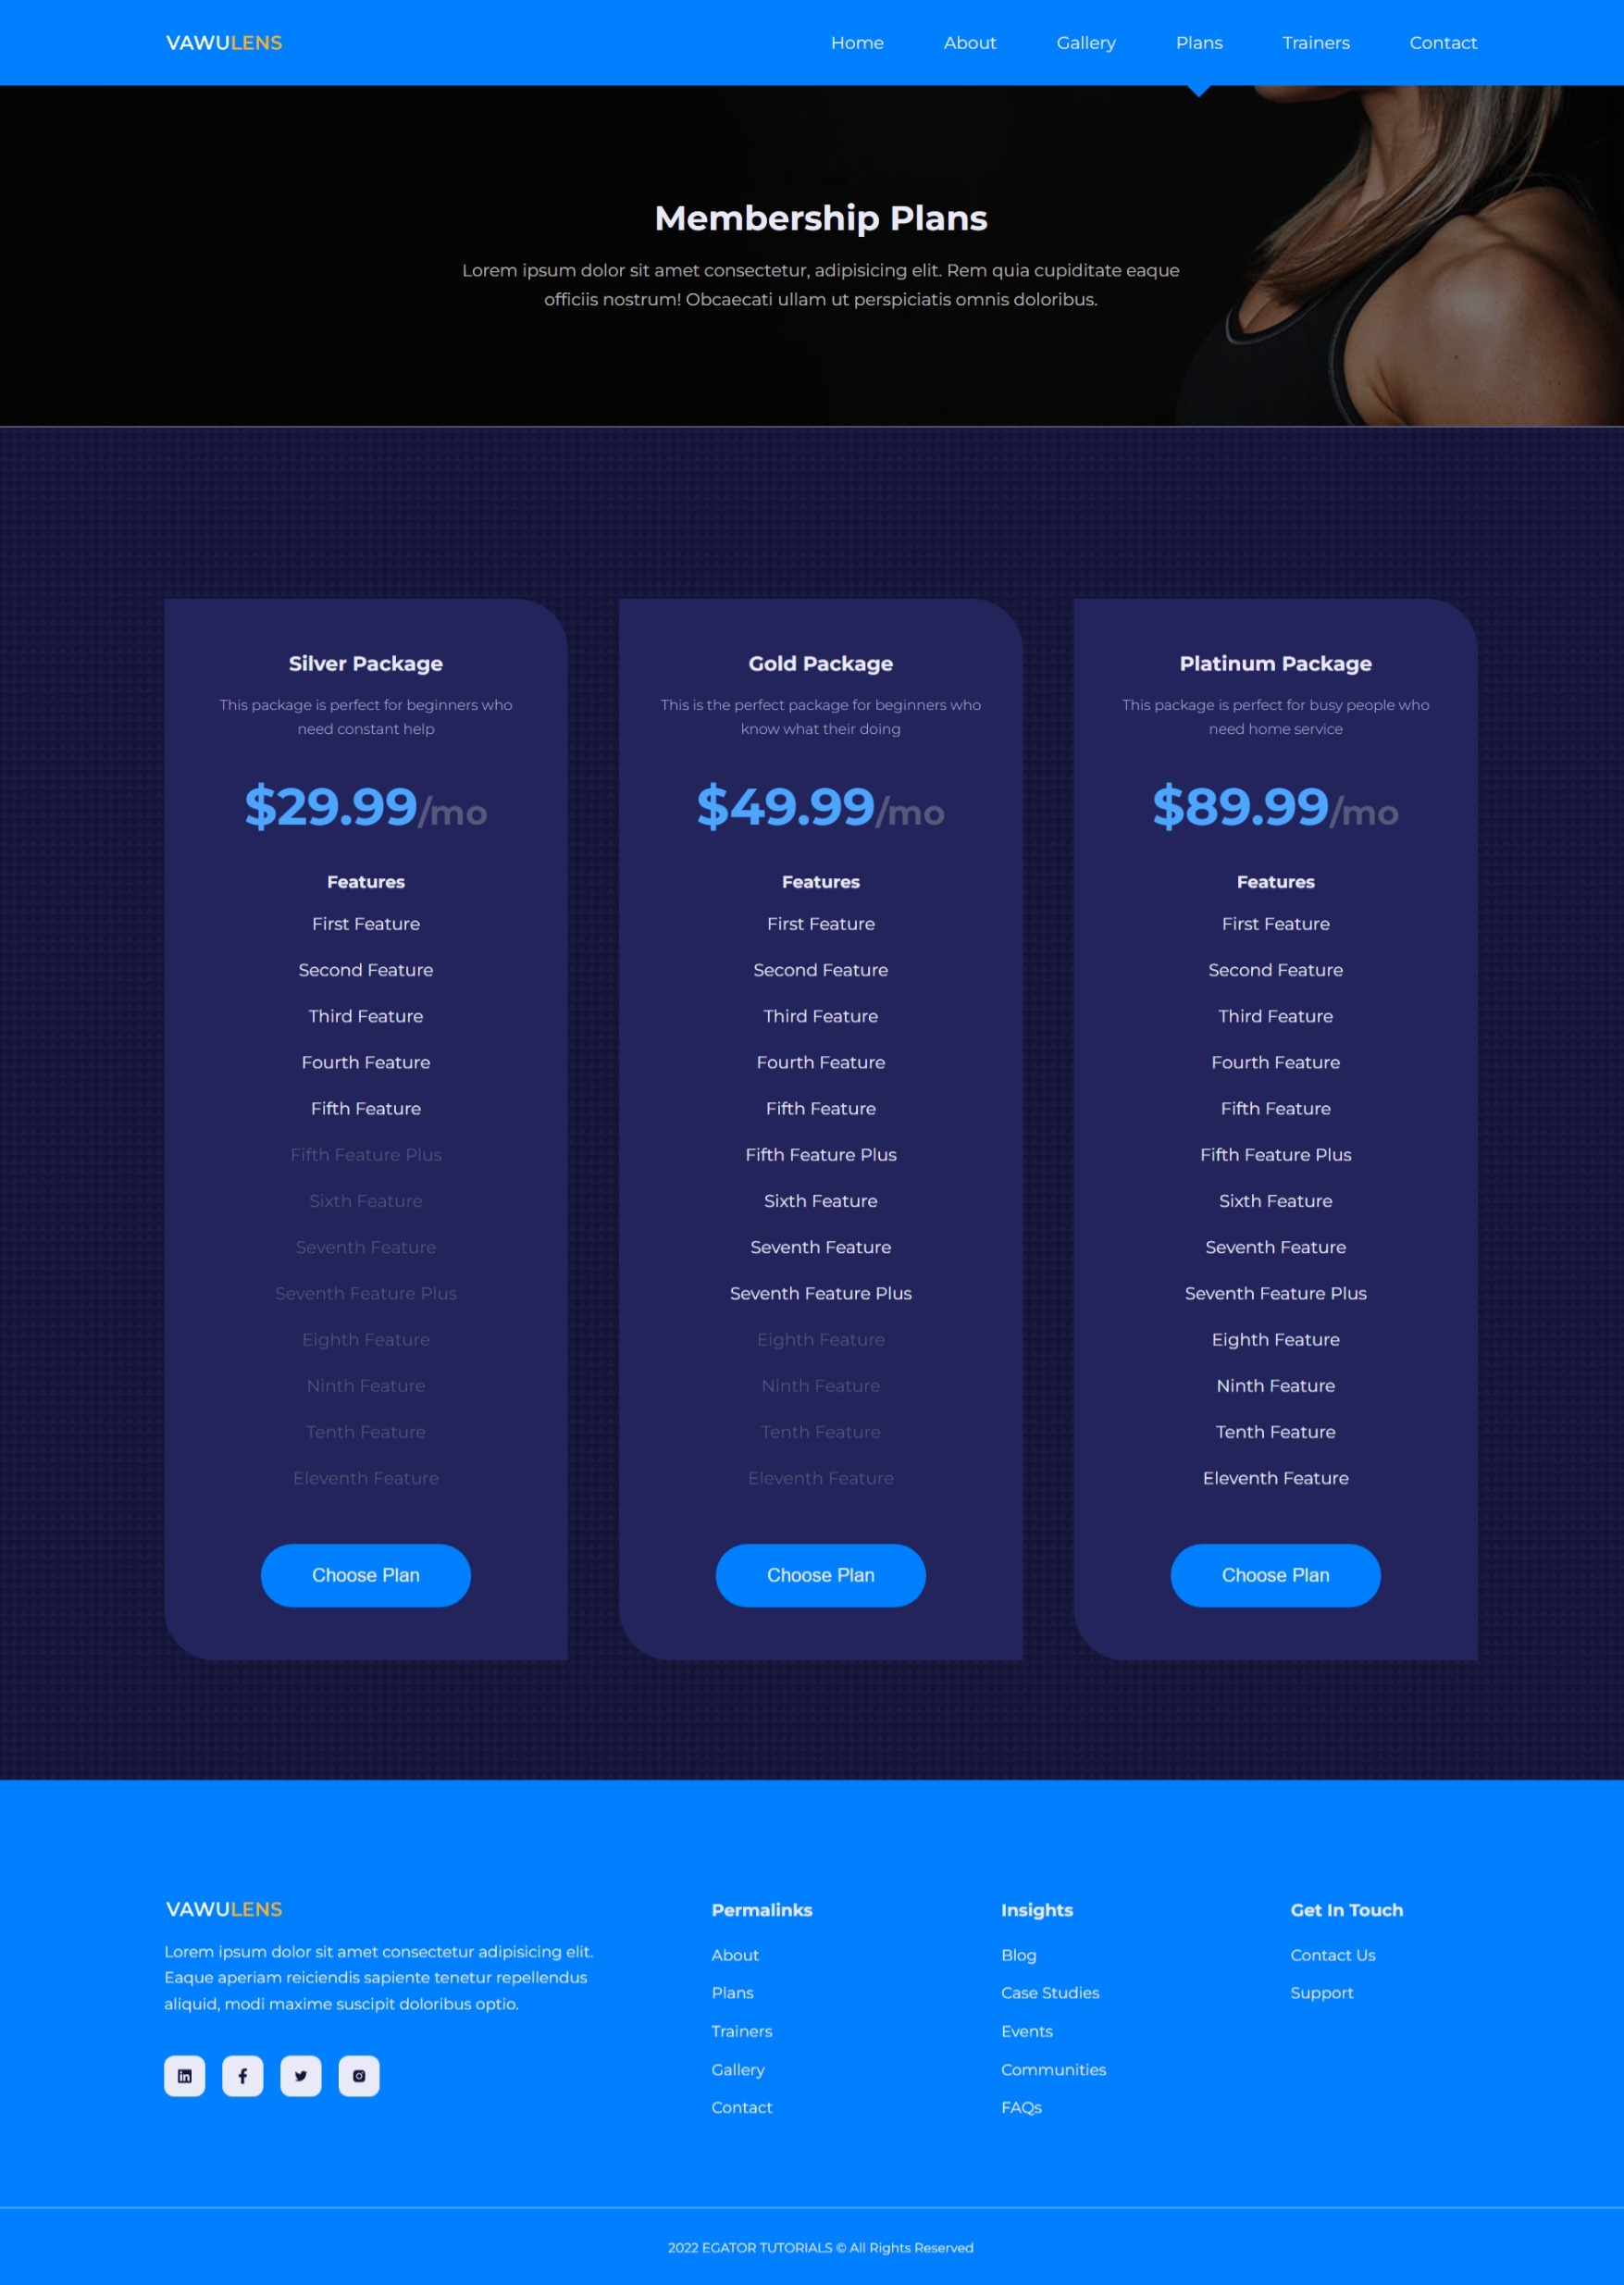 VAWULENS
Home
About
Gallery
Plans
Trainers
Contact
Membership Plans
Lorem ipsum dolor sit amet consectetur, adipisicing elit. Rem quia cupiditate eaque
officiis nostrum! Obcaecati ullam ut perspiciatis omnis doloribus.
Silver Package
This package is perfect for beginners who
need constant help
$29.99/mo
Features
First Feature
Second Feature
Third Feature
Fourth Feature
Fifth Feature
Fifth Feature Plus
Sixth Feature
Seventh Feature
Seventh Feature Plus
Eighth Feature
Ninth Feature
Tenth Feature
Eleventh Feature
Choose Plan
Gold Package
This is the perfect package for beginners who
know what their doing
$49.99/mo
Features
First Feature
Second Feature
Third Feature
Fourth Feature
Fifth Feature
Fifth Feature Plus
Sixth Feature
Seventh Feature
Seventh Feature Plus
Eighth Feature
Ninth Feature
Tenth Feature
Eleventh Feature
Choose Plan
Platinum Package
This package is perfect for busy people who
need home service
$89.99/mo
Features
First Feature
Second Feature
Third Feature
Fourth Feature
Fifth Feature
Fifth Feature Plus
Sixth Feature
Seventh Feature
Seventh Feature Plus
Eighth Feature
Ninth Feature
Tenth Feature
Eleventh Feature
Choose Plan
VAWULENS
Lorem ipsum dolor sit amet consectetur adipisicing elit.
Eaque aperiam reiciendis sapiente tenetur repellendus
aliquid, modi maxime suscipit doloribus optio.
Permalinks
About
Plans
Trainers
Gallery
Contact
Insights
Blog
Case Studies
Events
Communities
FAQs
Get In Touch
Contact Us
Support
2022 EGATOR TUTORIALS © All Rights Reserved